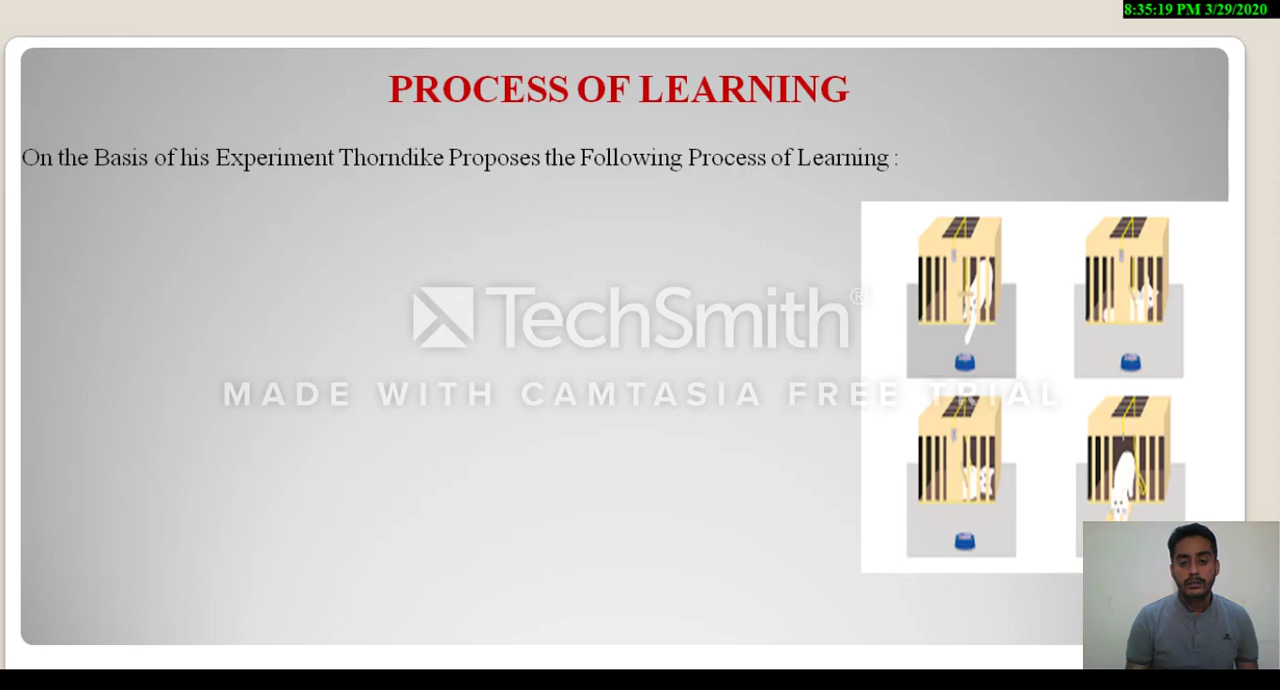 8:35:19 PM 3/29/2020
PROCESS OF LEARNING
On the Basis of his Experiment Thorndike Proposes the Following Process of Learning :
TechSmith®
MADE WITH CAMTASIA FREE TRIAL